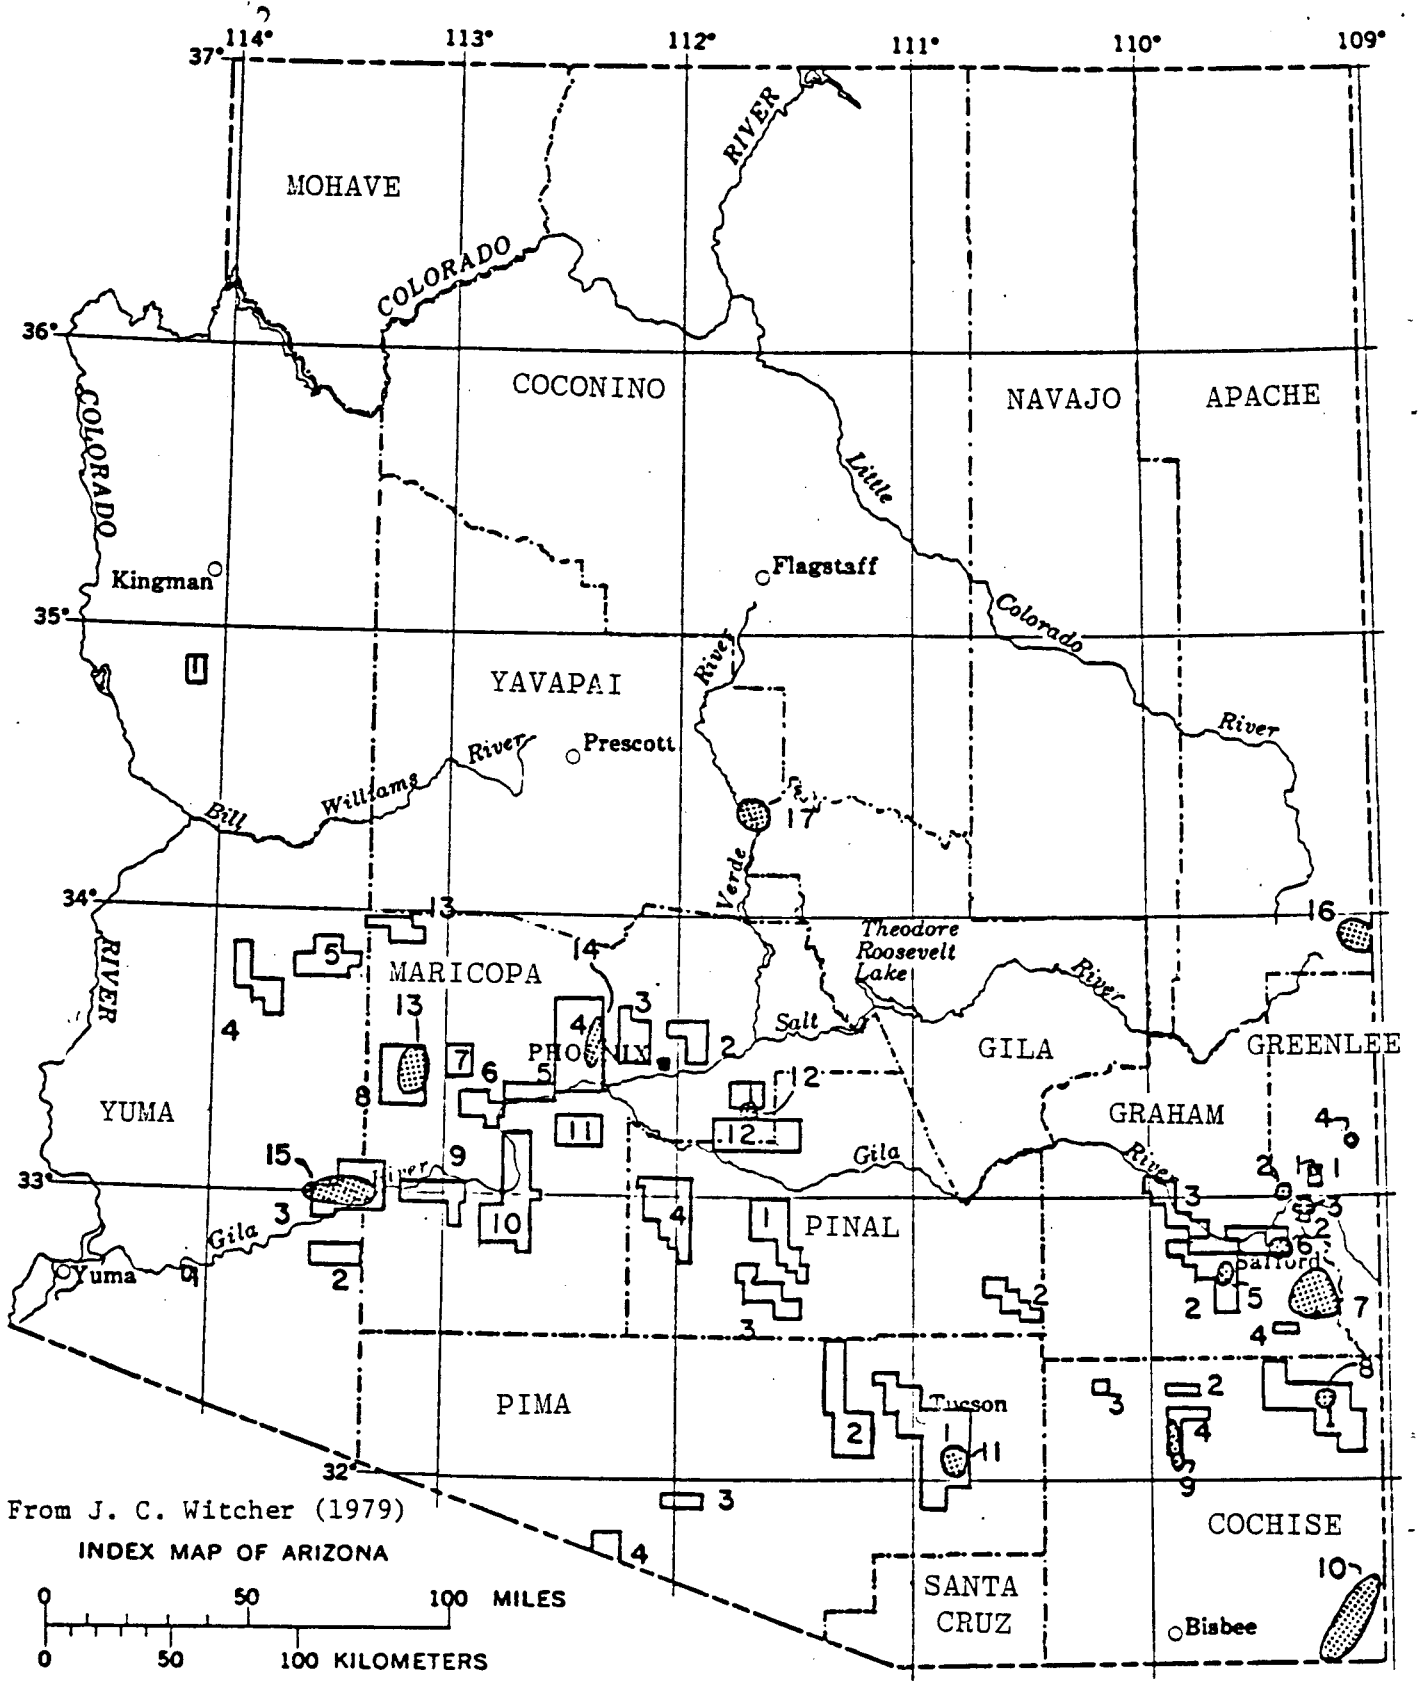 114° 113° 112° 111° 110° 109°
37°
RIVER
MOHAVE
COLORADO
36°
COCONINO
NAVAJO APACHE
COLORADO
Little
Kingman
Flagstaff
35°
Colorado
River
1
YAVAPAI
River
Prescott
River
Williams
Bill
17
Verde
34°
13
16
Theodore
Roosevelt
Lake
RIVER
5
14
MARICOPA
River
13
3
4
4
Salt
2
PHOENIX
GILA
GREENLEE
7
6
5
8
1
12
YUMA
GRAHAM
4
11
12
15
9
River
Gila
River
2
1
1
33°
3
3
3
Gila
10
4
1
PINAL
2
6
Safford
Yuma
1
2
2
5
7
3
2
4
8
PIMA
Tucson
3
2
1
2
4
1
11
32°
9
3
From J. C. Witcher (1979)
COCHISE
INDEX MAP OF ARIZONA
4
10
SANTA
CRUZ
0 50 100 MILES
Bisbee
0 50 100 KILOMETERS